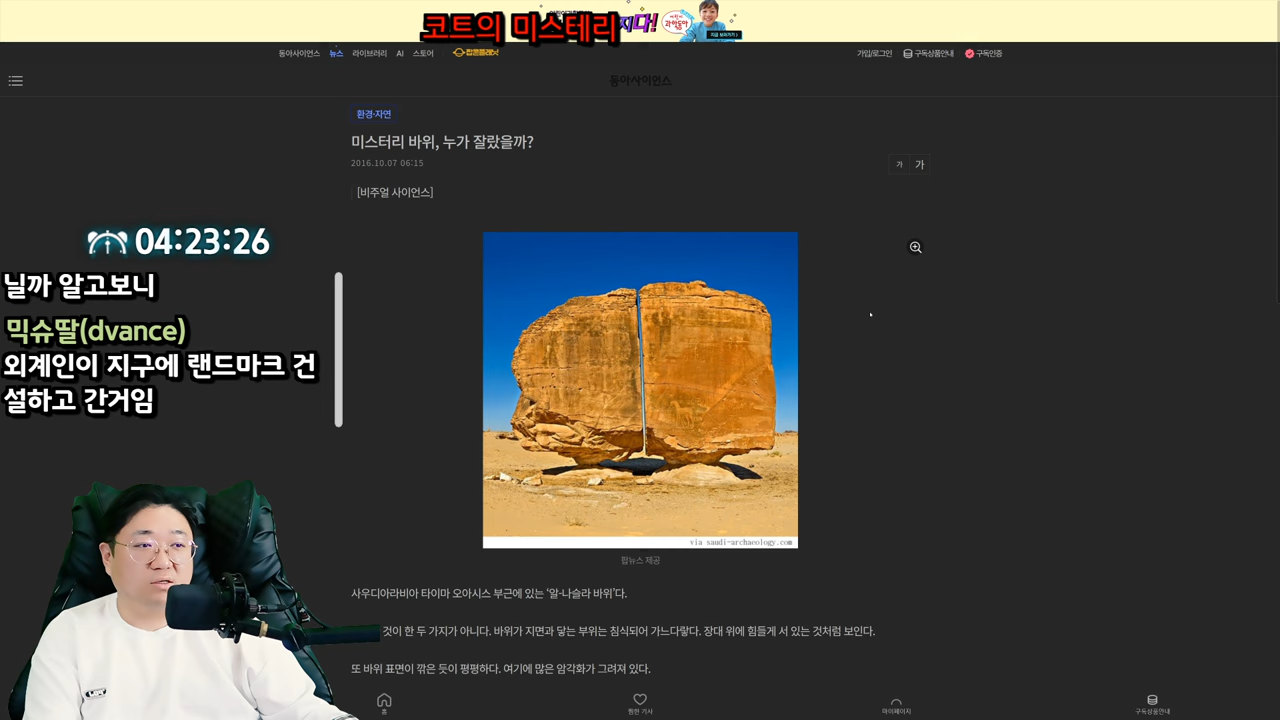 코트의 미스테리
지다!
동아사이언스 뉴스 라이브러리 AI 스토어
가입/로그인 구독상품안내 구독인증
동아사이언스
환경·자연
미스터리 바위, 누가 잘랐을까?
2016.10.07 06:15
가 가
[비주얼 사이언스]
04:23:26
닐까 알고보니
믹슈딸(dvance)
외계인이 지구에 랜드마크 건
설하고 간거임
via saudi-archaeology.com
팝뉴스 제공
사우디아라비아 타이마 오아시스 부근에 있는 ‘알-나슬라 바위’다.
것이 한 두 가지가 아니다. 바위가 지면과 닿는 부위는 침식되어 가느다랗다. 장대 위에 힘들게 서 있는 것처럼 보인다.
또 바위 표면이 깎은 듯이 평평하다. 여기에 많은 암각화가 그려져 있다.
홈 찜한 기사 마이페이지 구독상품안내